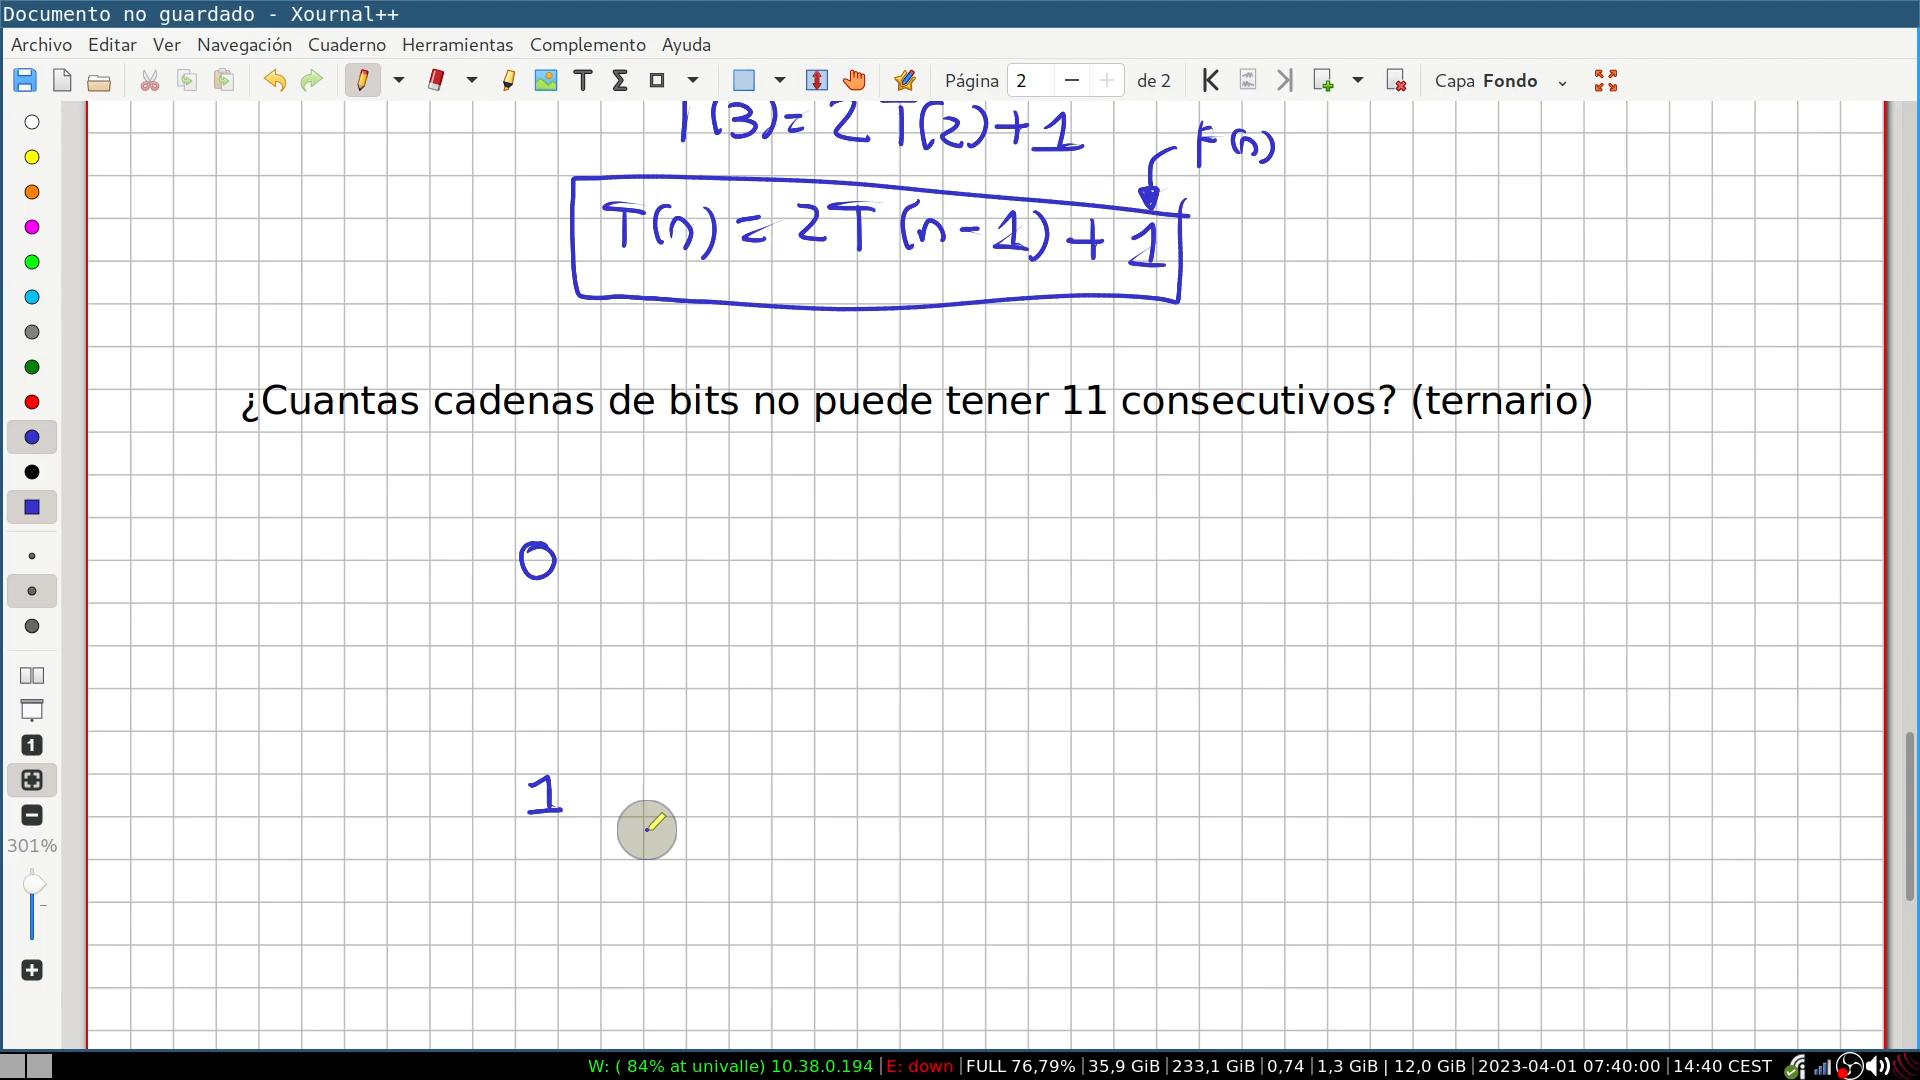 Documento no guardado - Xournal++
Archivo Editar Ver Navegación Cuaderno Herramientas Complemento Ayuda
Página 2 de 2 Capa Fondo
T(3)= 2T(2)+1
F(n)
T(n) = 2T(n-1) + 1
¿Cuantas cadenas de bits no puede tener 11 consecutivos? (ternario)
0
1
301%
W: ( 84% at univalle) 10.38.0.194 |E: down |FULL 76,79% |35,9 GiB |233,1 GiB |0,74 |1,3 GiB | 12,0 GiB |2023-04-01 07:40:00 |14:40 CEST